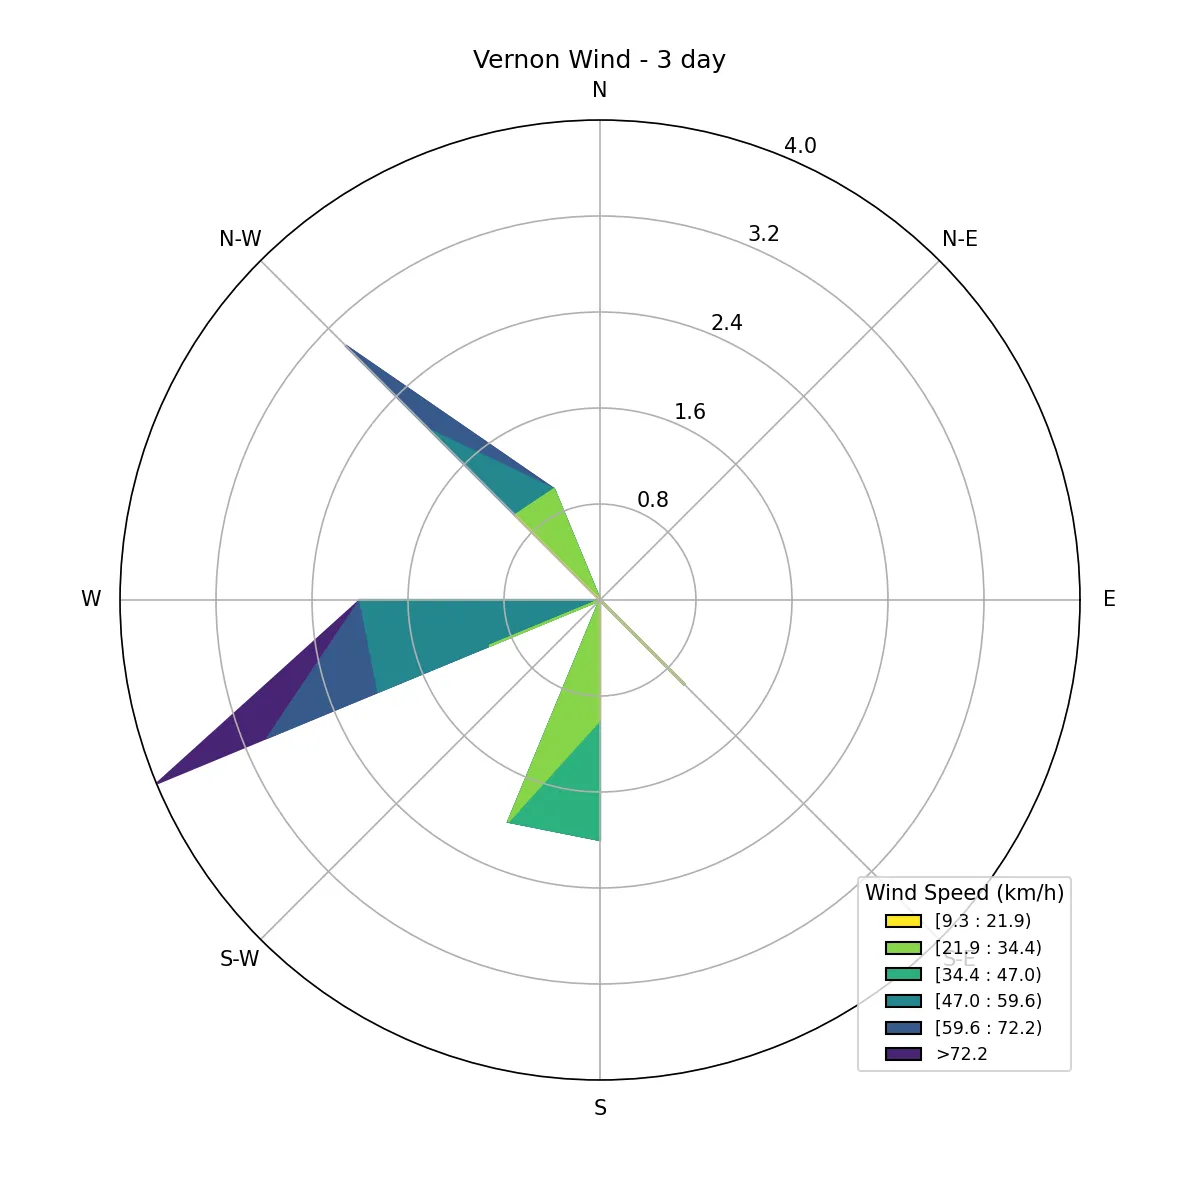 Vernon Wind - 3 day
N
4.0
N-W
3.2
N-E
2.4
1.6
0.8
W
E
S-W
S-E
S
Wind Speed (km/h)
[9.3 : 21.9)
[21.9 : 34.4)
[34.4 : 47.0)
[47.0 : 59.6)
[59.6 : 72.2)
>72.2